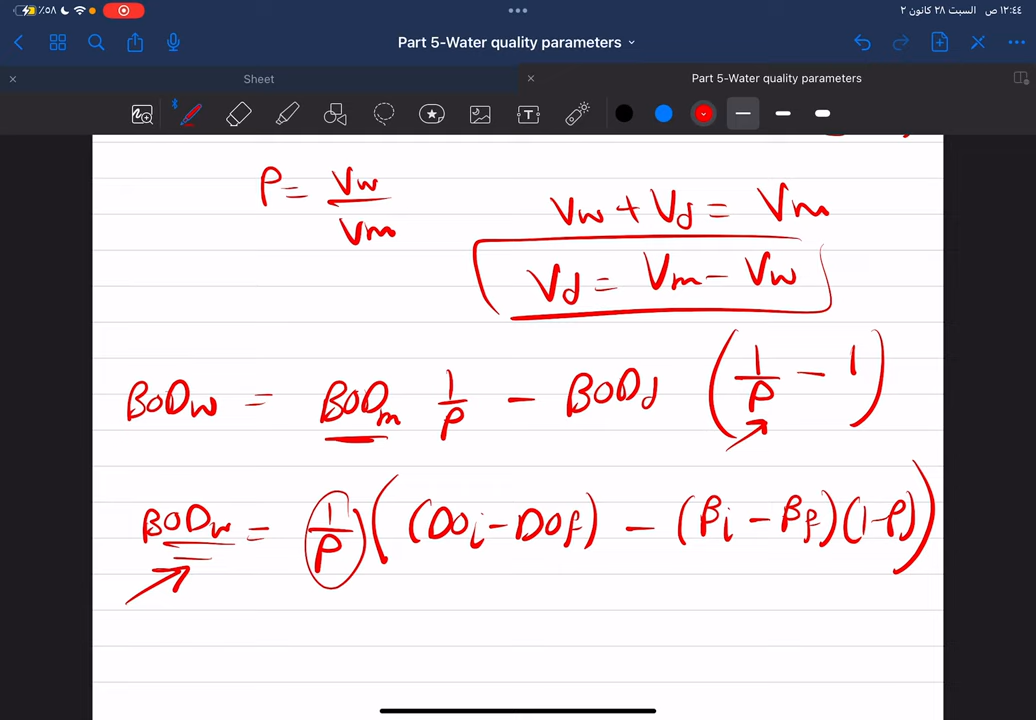 ٥٨٪
١٢:٤٤ ص السبت ٢٨ كانون ٢
Part 5-Water quality parameters
Sheet
Part 5-Water quality parameters
T
P = Vw / Vm
Vw + Vd = Vm
Vd = Vm - Vw
BODw = BODm 1/P - BODd (1/P - 1)
BODw = 1/P ((DOi - DOf) - (Bi - Bf)(1-P))